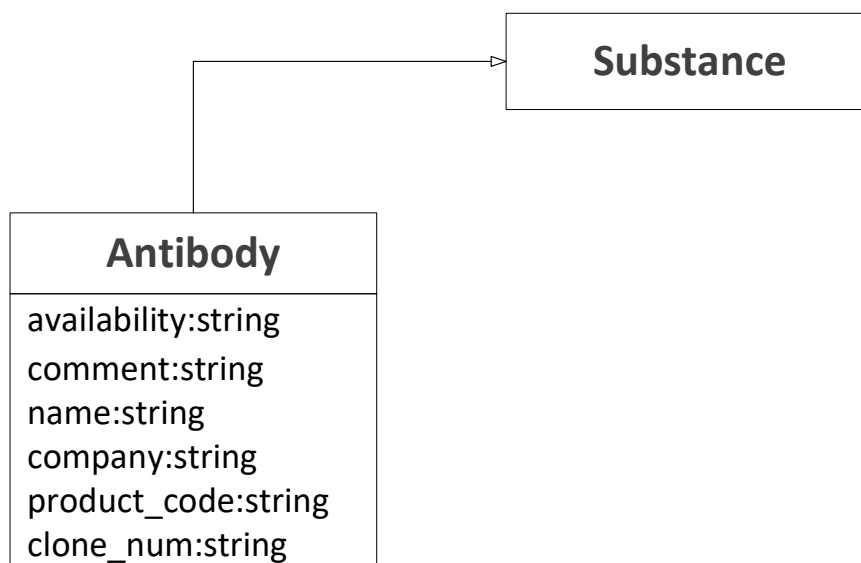 Substance
Antibody
availability:string
comment:string
name:string
company:string
product_code:string
clone_num:string